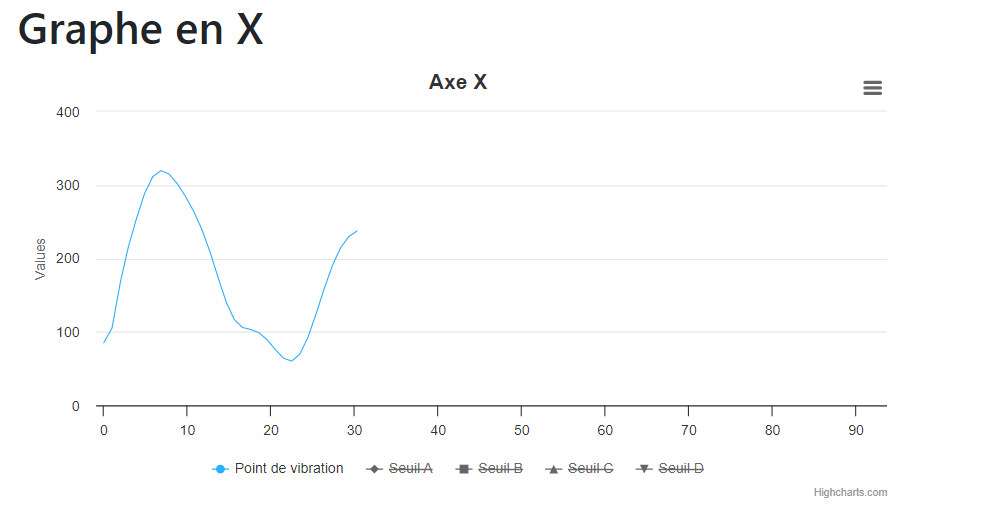 Graphe en X
Axe X
400
300
200
100
0
Values
0 10 20 30 40 50 60 70 80 90
Point de vibration Seuil A Seuil B Seuil C Seuil D
Highcharts.com